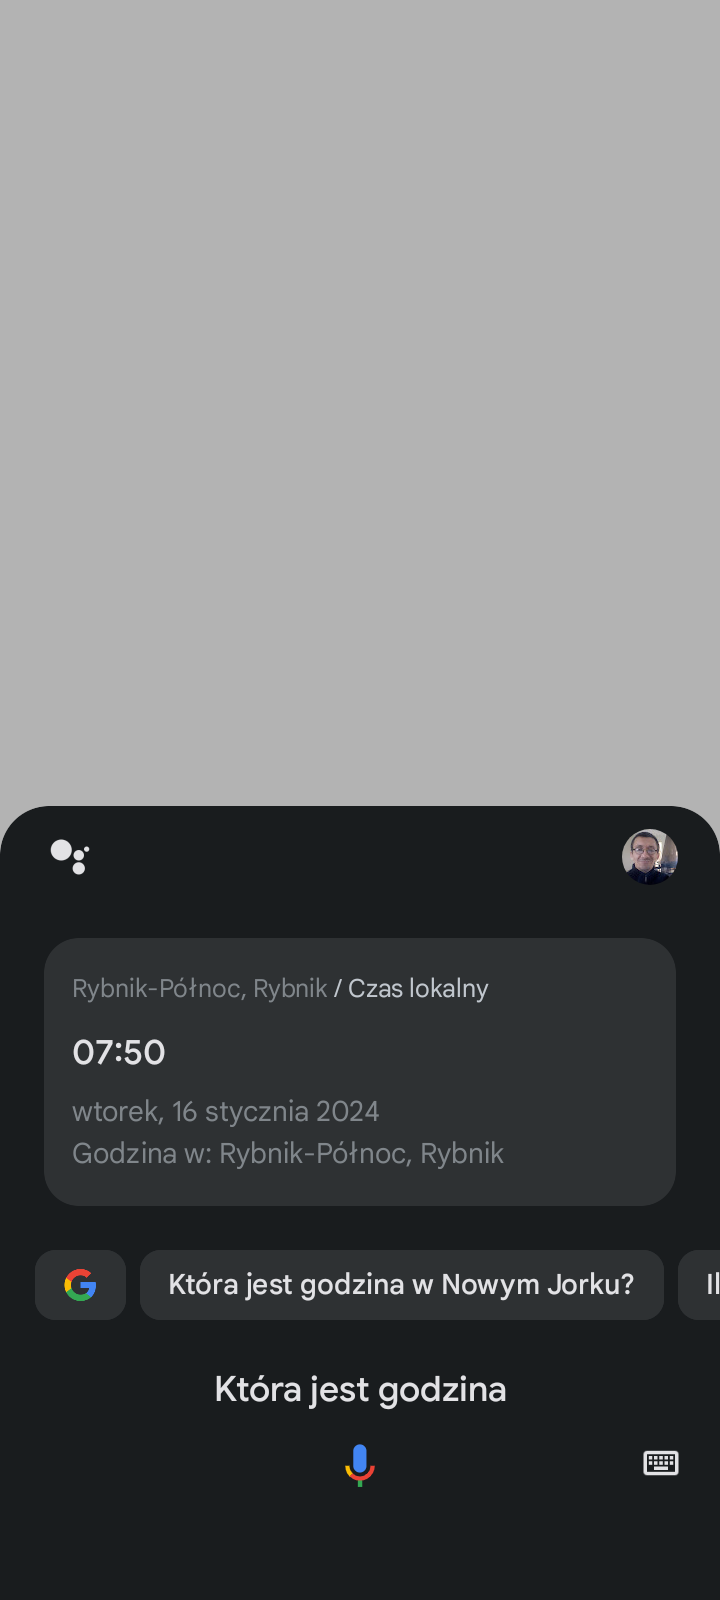 Rybnik-Północ, Rybnik / Czas lokalny
07:50
wtorek, 16 stycznia 2024
Godzina w: Rybnik-Północ, Rybnik
Która jest godzina w Nowym Jorku?
Która jest godzina